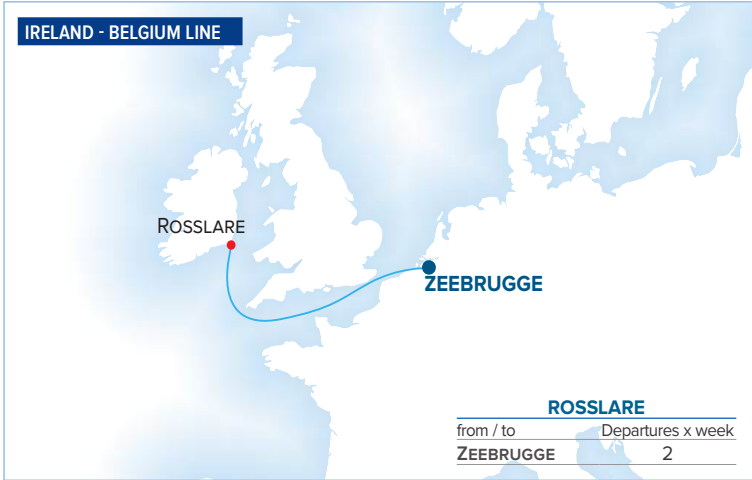 IRELAND - BELGIUM LINE
ROSSLARE
ZEEBRUGGE
ROSSLARE
from / to Departures x week
ZEEBRUGGE 2